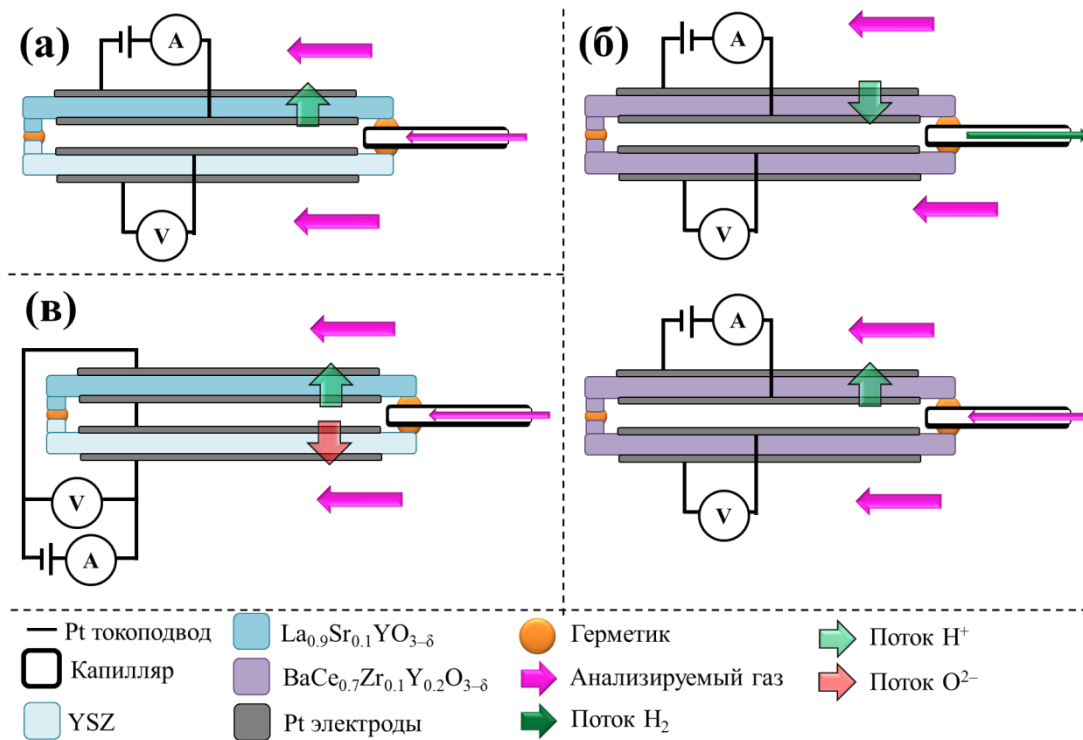 (а)
A
V
(б)
A
V
(в)
V
A
A
V
Pt токоподвод
Капилляр
YSZ
La0.9Sr0.1YO3–δ
BaCe0.7Zr0.1Y0.2O3–δ
Pt электроды
Герметик
Анализируемый газ
Поток H2
Поток H⁺
Поток O²⁻